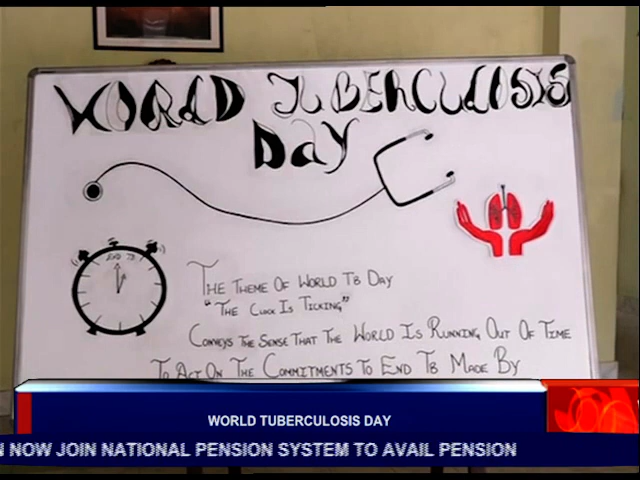 WORLD TUBERCULOSIS
DAY
END TB
THE THEME OF WORLD TB DAY
"THE CLOCK IS TICKING"
CONVEYS THE SENSE THAT THE WORLD IS RUNNING OUT OF TIME
TO ACT ON THE COMMITMENTS TO END TB MADE BY
WORLD TUBERCULOSIS DAY
NOW JOIN NATIONAL PENSION SYSTEM TO AVAIL PENSION